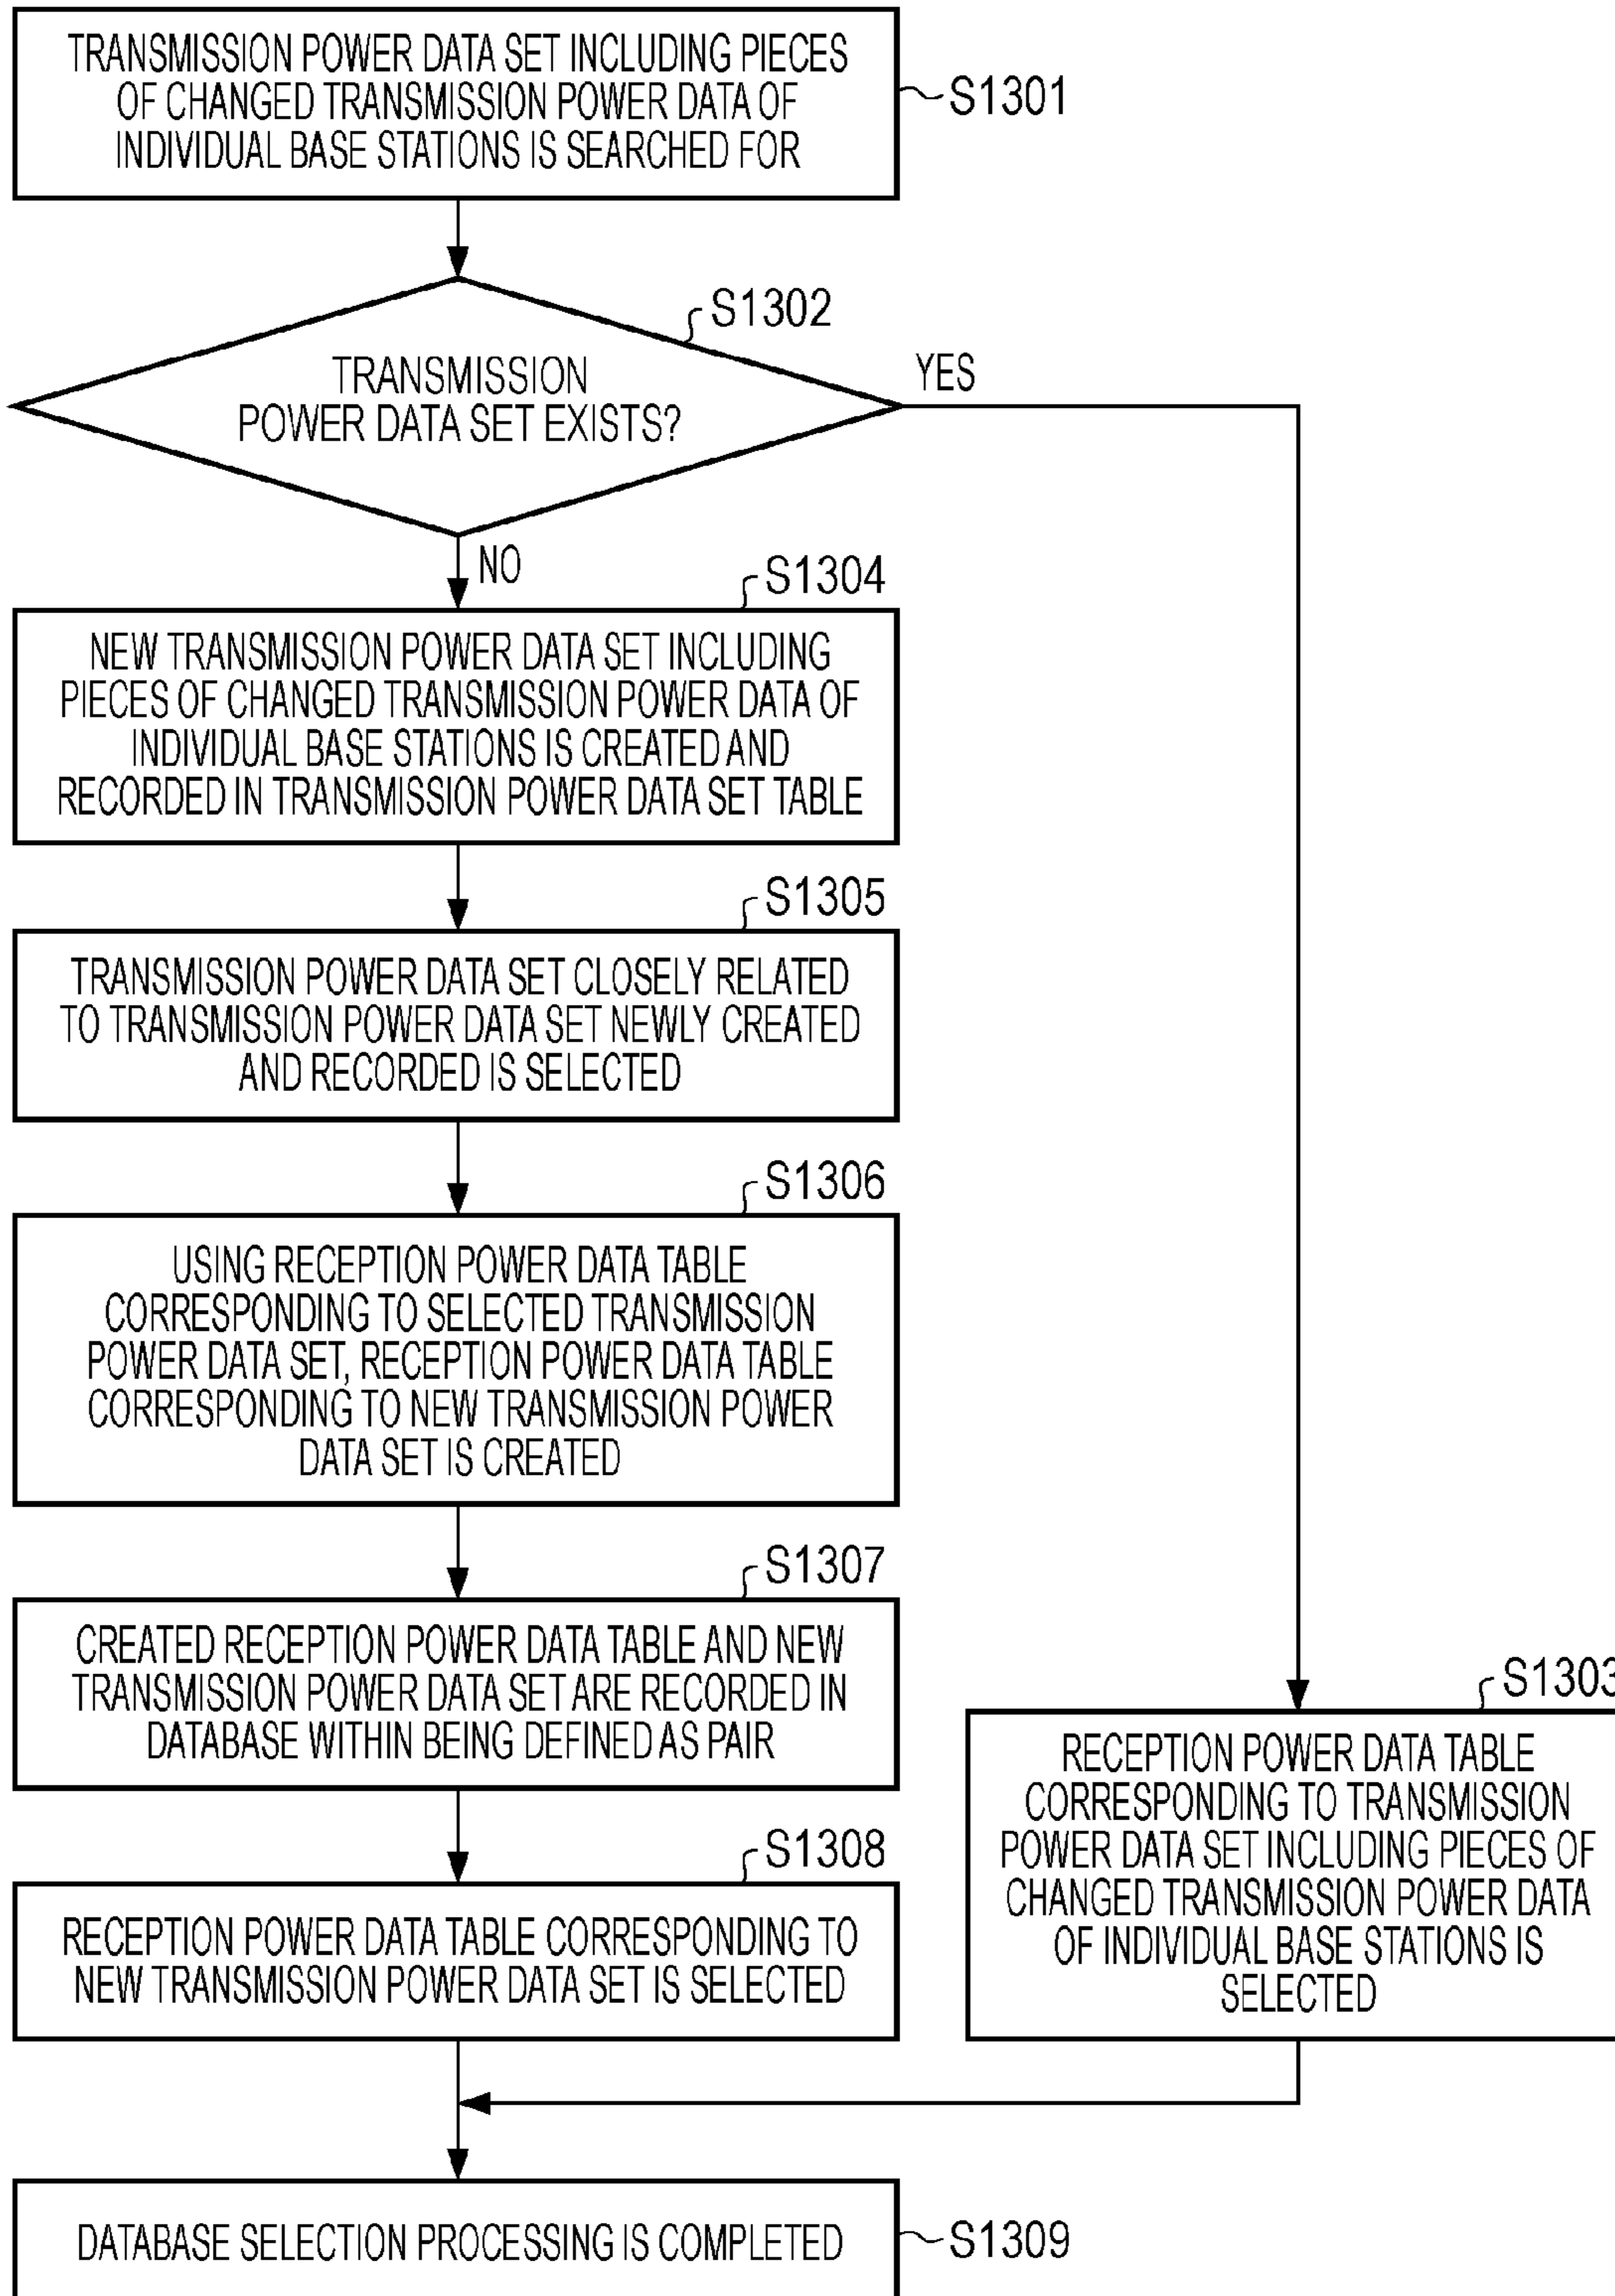 TRANSMISSION POWER DATA SET INCLUDING PIECES
OF CHANGED TRANSMISSION POWER DATA OF
INDIVIDUAL BASE STATIONS IS SEARCHED FOR
S1301
S1302
TRANSMISSION
POWER DATA SET EXISTS?
YES
NO
S1304
NEW TRANSMISSION POWER DATA SET INCLUDING
PIECES OF CHANGED TRANSMISSION POWER DATA OF
INDIVIDUAL BASE STATIONS IS CREATED AND
RECORDED IN TRANSMISSION POWER DATA SET TABLE
S1305
TRANSMISSION POWER DATA SET CLOSELY RELATED
TO TRANSMISSION POWER DATA SET NEWLY CREATED
AND RECORDED IS SELECTED
S1306
USING RECEPTION POWER DATA TABLE
CORRESPONDING TO SELECTED TRANSMISSION
POWER DATA SET, RECEPTION POWER DATA TABLE
CORRESPONDING TO NEW TRANSMISSION POWER
DATA SET IS CREATED
S1307
CREATED RECEPTION POWER DATA TABLE AND NEW
TRANSMISSION POWER DATA SET ARE RECORDED IN
DATABASE WITHIN BEING DEFINED AS PAIR
S1308
RECEPTION POWER DATA TABLE CORRESPONDING TO
NEW TRANSMISSION POWER DATA SET IS SELECTED
S1303
RECEPTION POWER DATA TABLE
CORRESPONDING TO TRANSMISSION
POWER DATA SET INCLUDING PIECES OF
CHANGED TRANSMISSION POWER DATA
OF INDIVIDUAL BASE STATIONS IS
SELECTED
DATABASE SELECTION PROCESSING IS COMPLETED
S1309